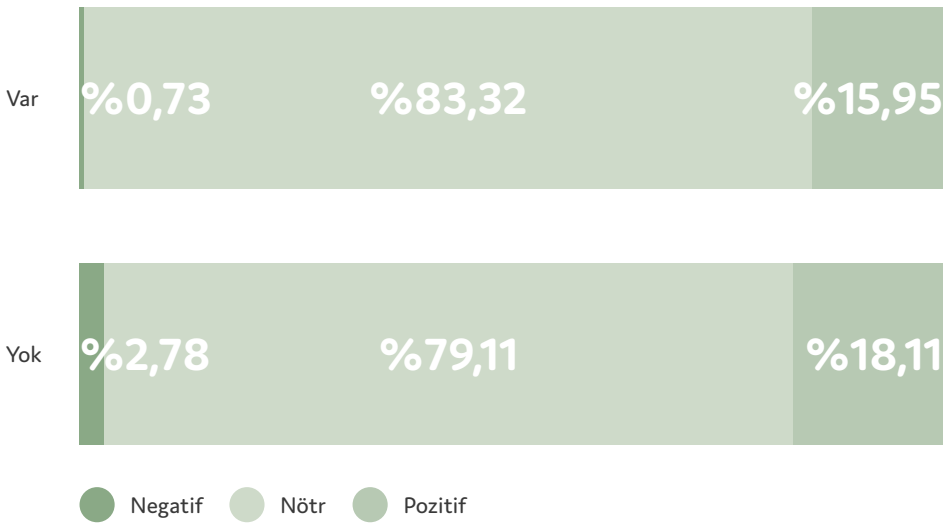 Var %0,73 %83,32 %15,95
Yok %2,78 %79,11 %18,11
Negatif Nötr Pozitif